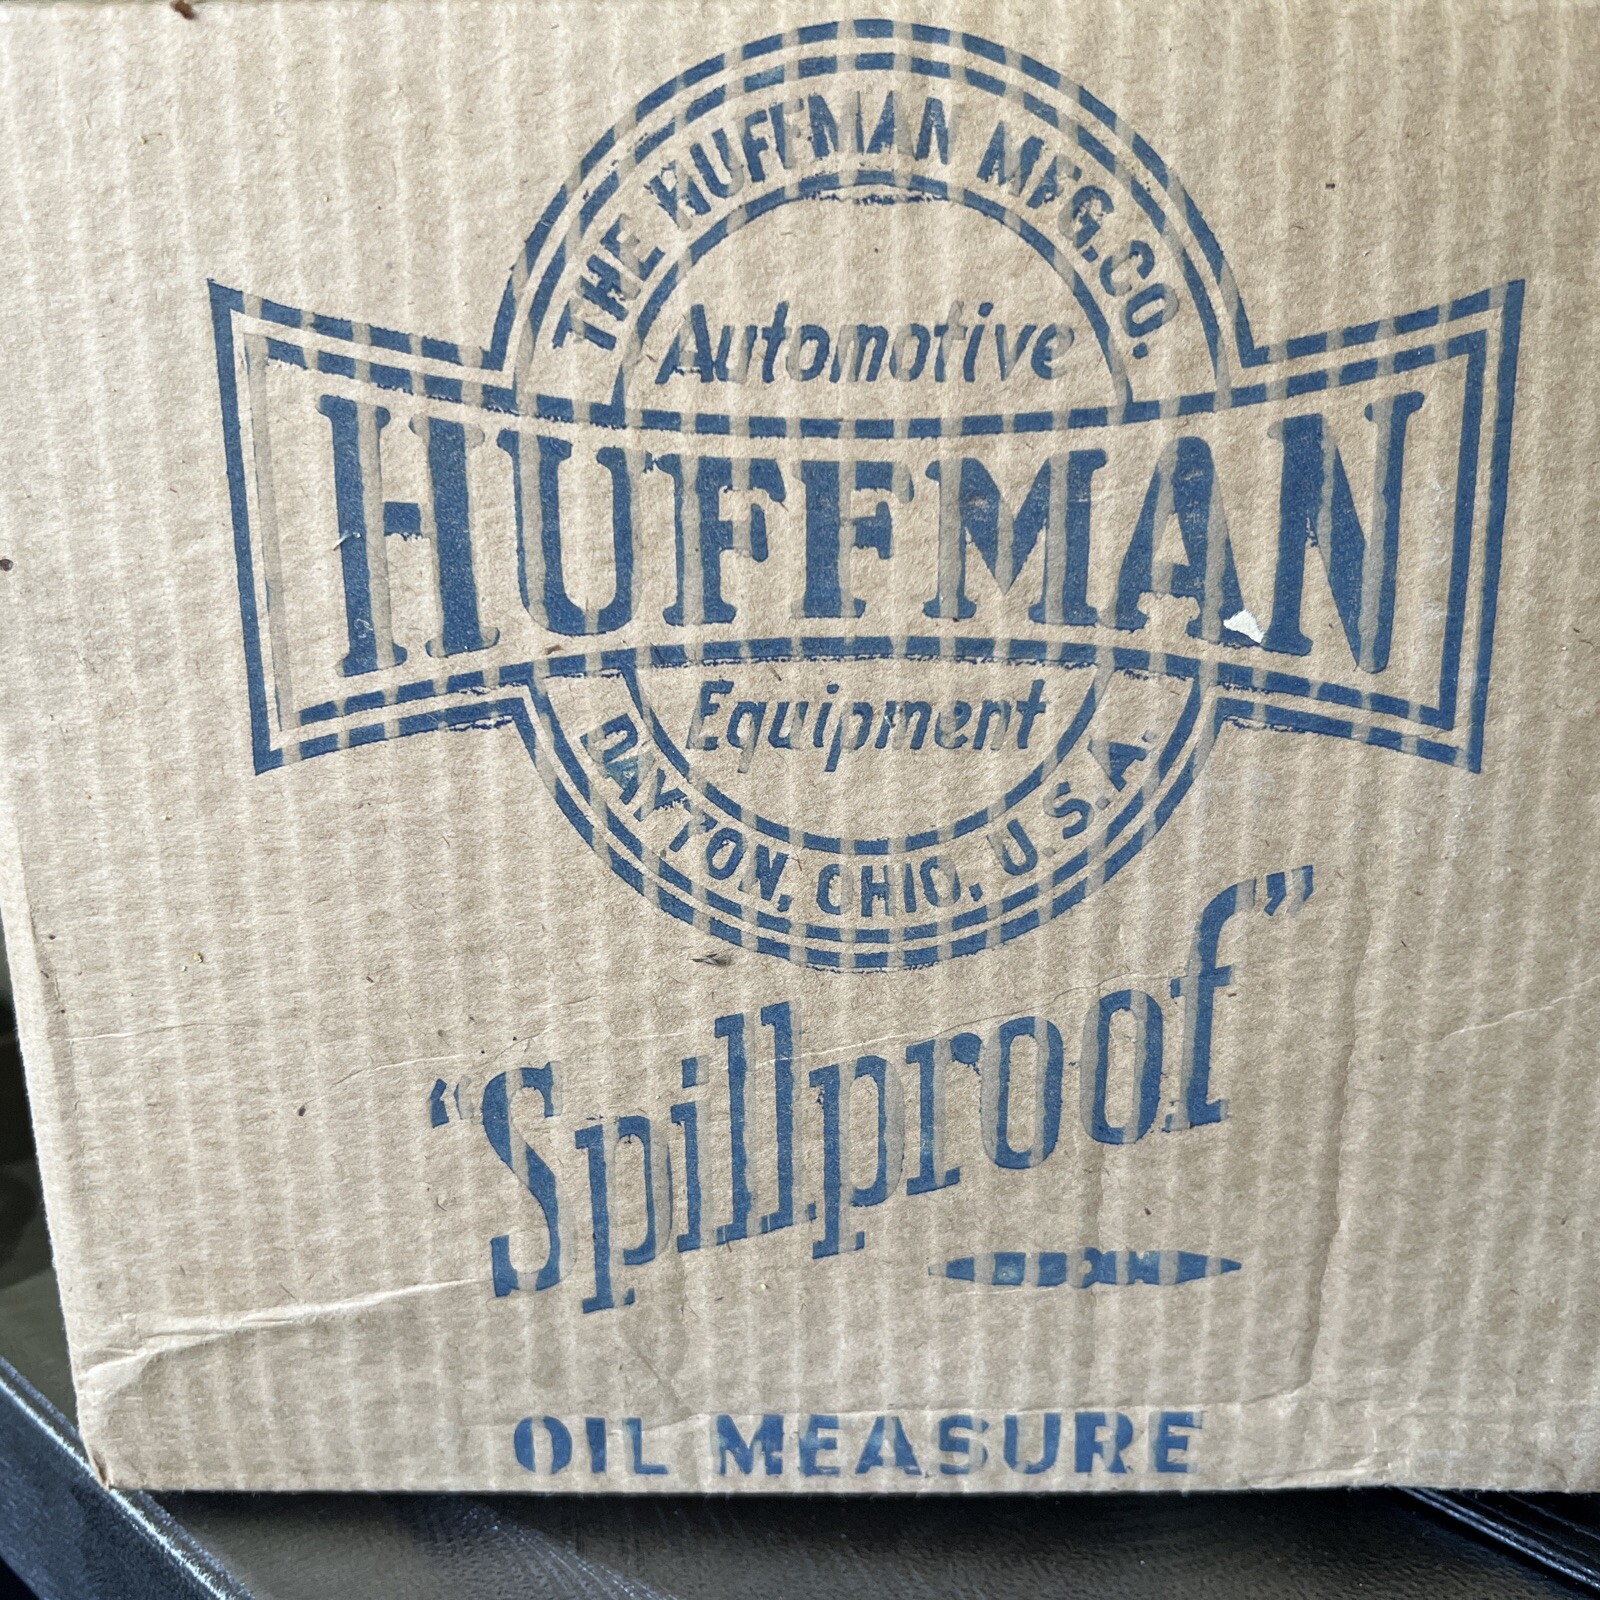 THE HUFFMAN MFG. CO.
Automotive
HUFFMAN
Equipment
DAYTON, OHIO, U.S.A.
“Spillproof”
OIL MEASURE